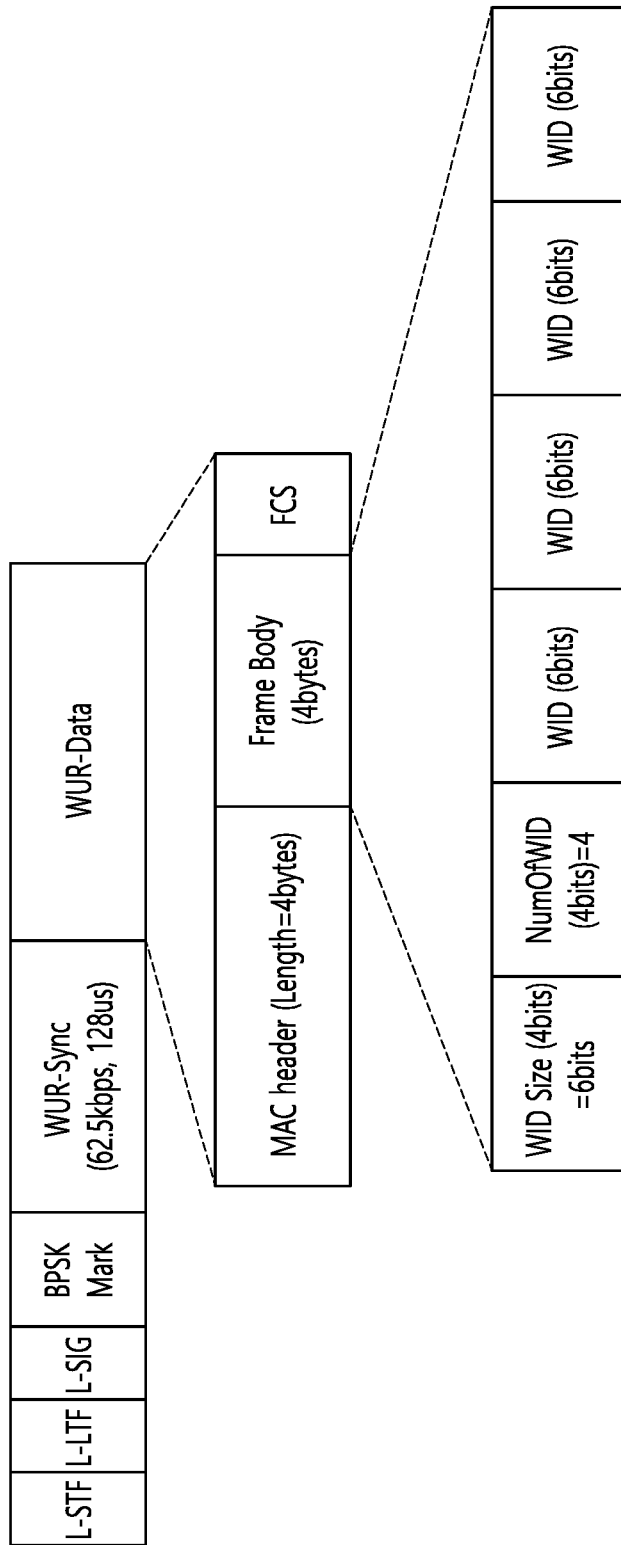 L-STF
L-LTF
L-SIG
BPSK
Mark
WUR-Sync
(62.5kbps, 128us)
WUR-Data
MAC header (Length=4bytes)
Frame Body
(4bytes)
FCS
WID Size (4bits)
=6bits
NumOfWID
(4bits)=4
WID (6bits)
WID (6bits)
WID (6bits)
WID (6bits)